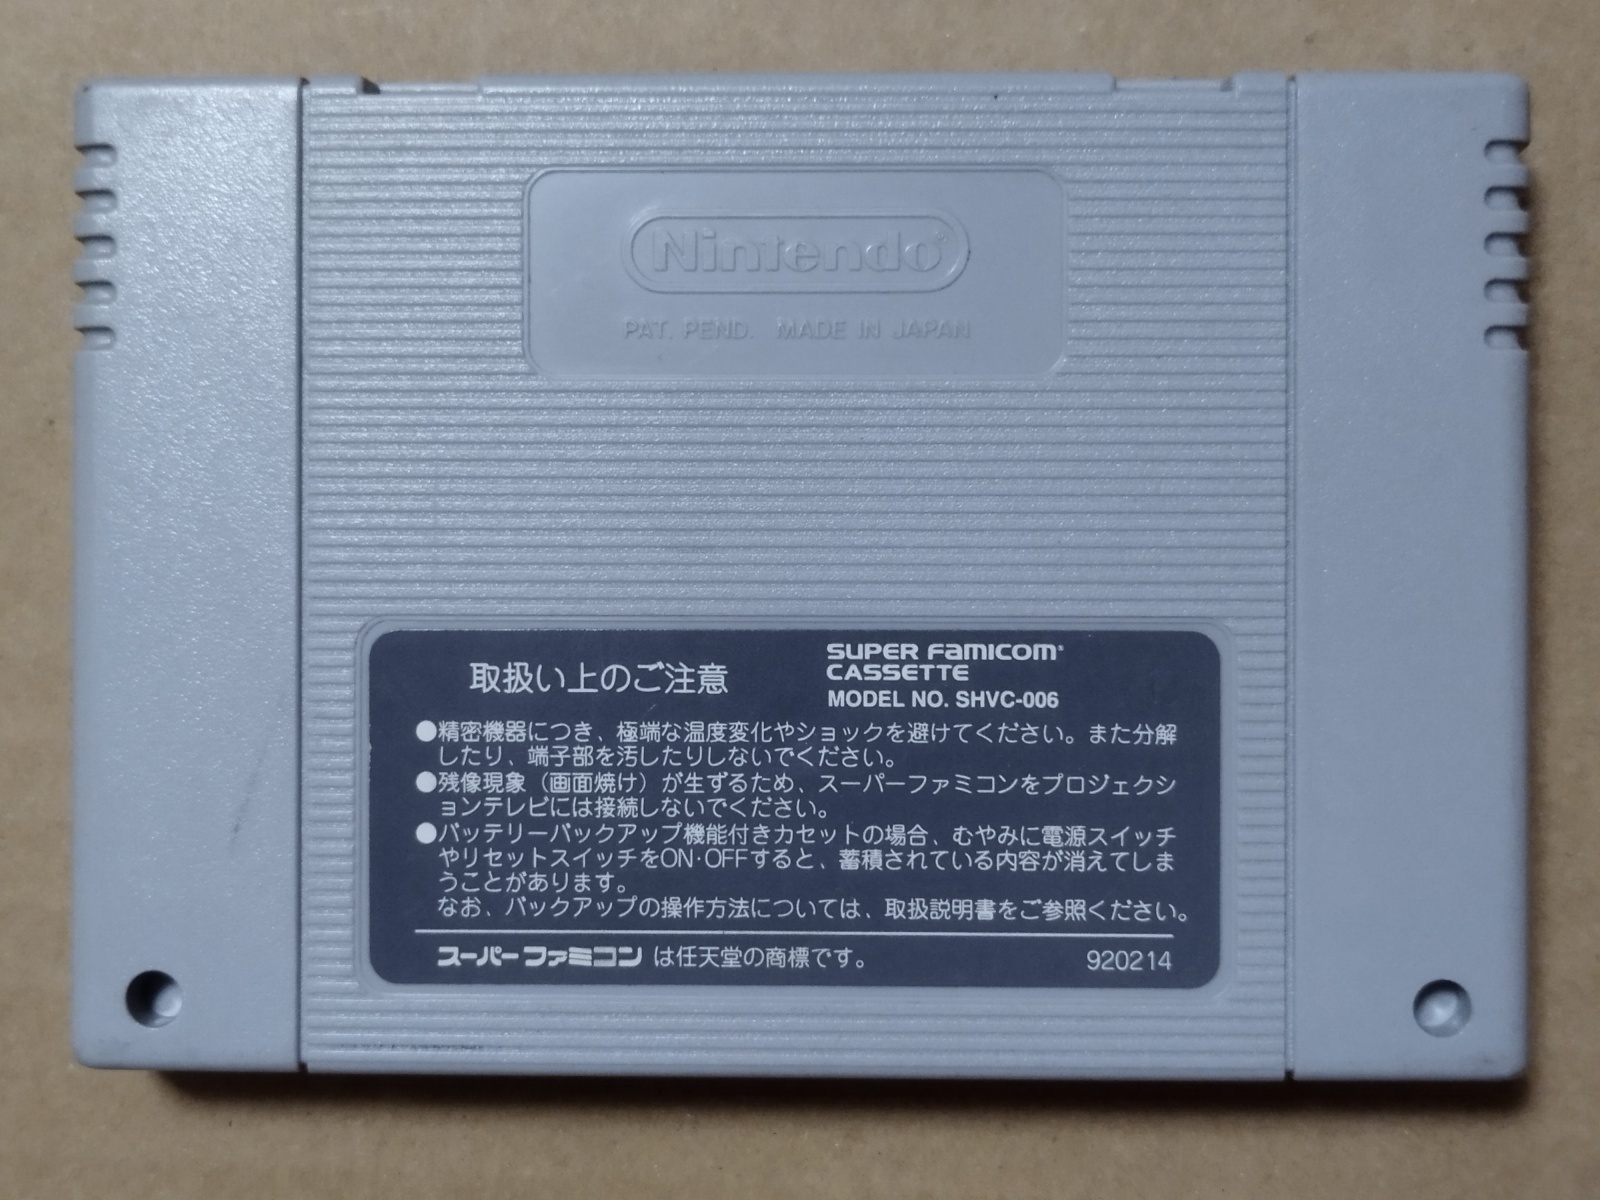 Nintendo®
PAT. PEND. MADE IN JAPAN
取扱い上のご注意
SUPER FAMICOM®
CASSETTE
MODEL NO. SHVC-006
●精密機器につき、極端な温度変化やショックを避けてください。また分解
したり、端子部を汚したりしないでください。
●残像現象（画面焼け）が生ずるため、スーパーファミコンをプロジェクシ
ョンテレビには接続しないでください。
●バッテリーバックアップ機能付きカセットの場合、むやみに電源スイッチ
やリセットスイッチをON·OFFすると、蓄積されている内容が消えてしま
うことがあります。
なお、バックアップの操作方法については、取扱説明書をご参照ください。
スーパーファミコン は任天堂の商標です。
920214